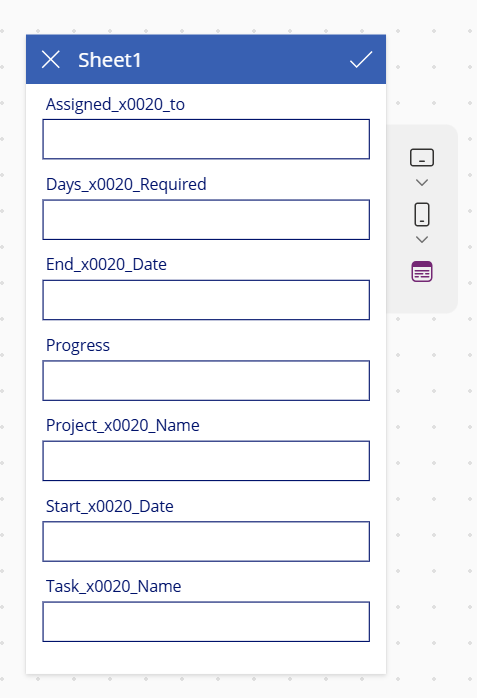 Sheet1
Assigned_x0020_to
Days_x0020_Required
End_x0020_Date
Progress
Project_x0020_Name
Start_x0020_Date
Task_x0020_Name